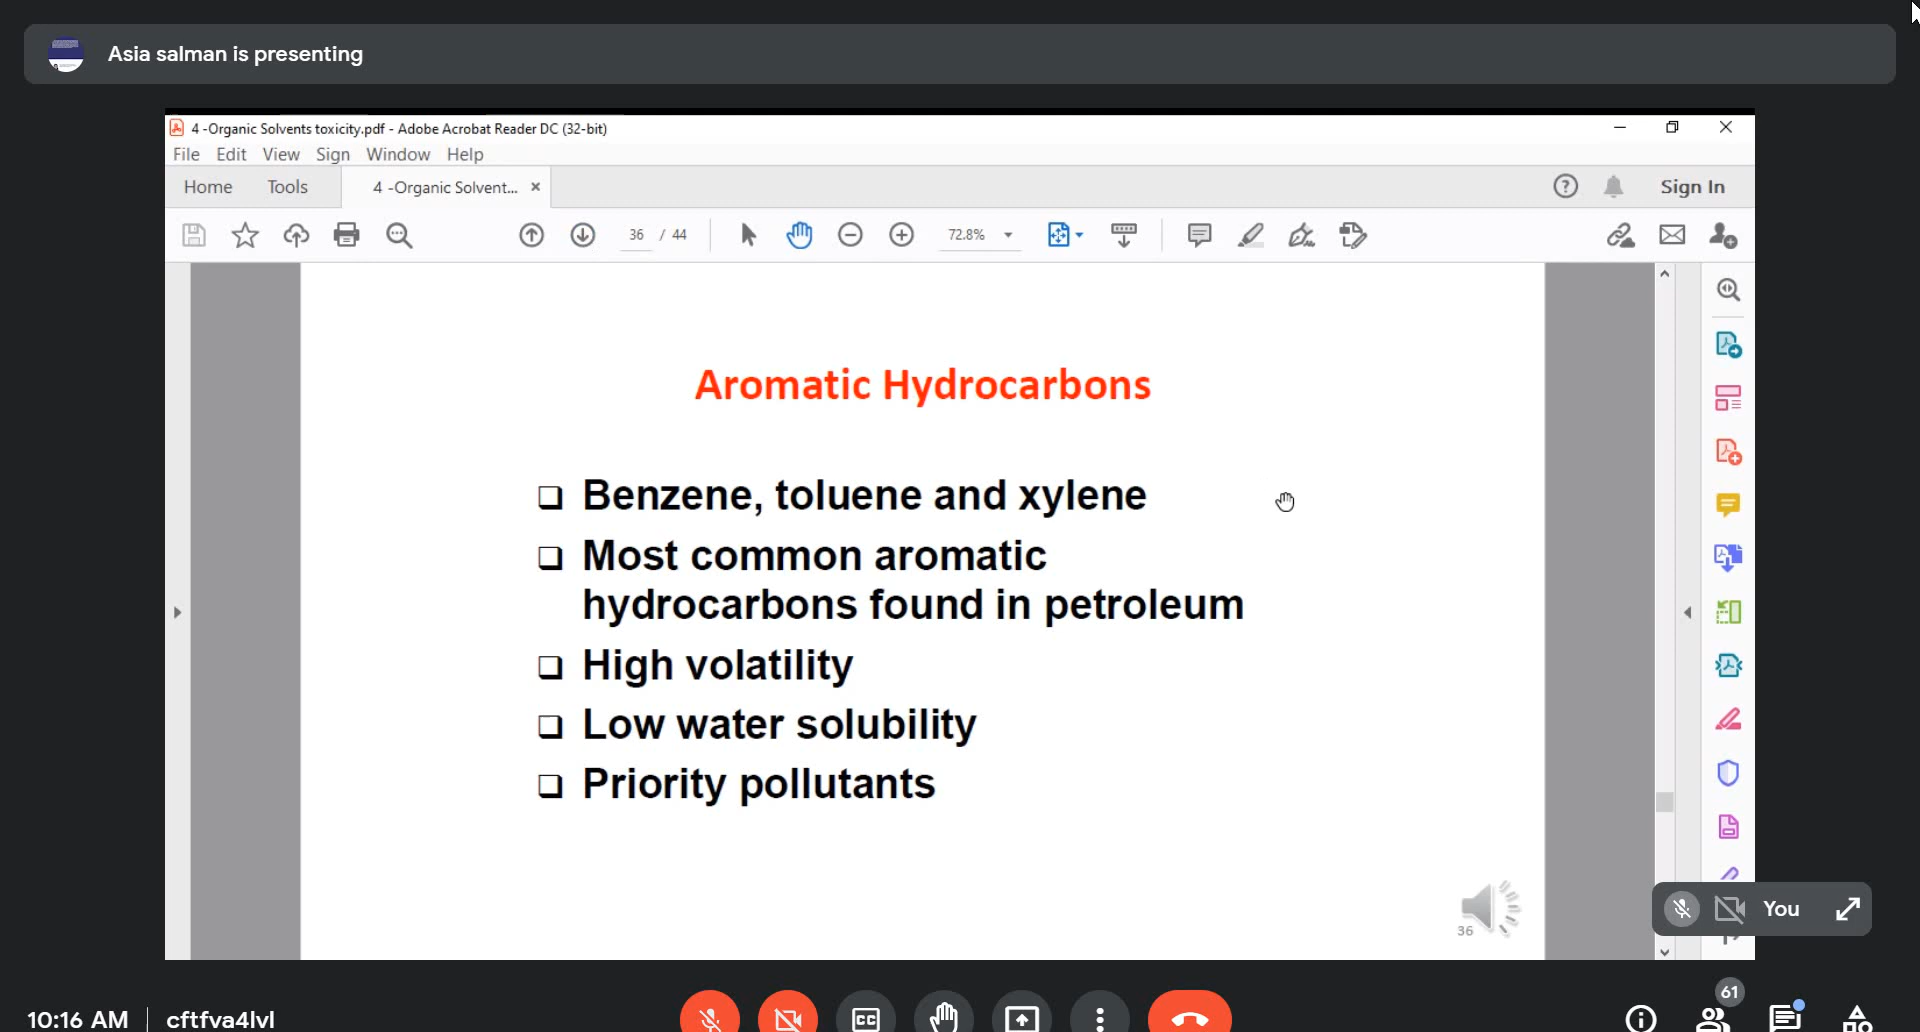 Asia salman is presenting
4 -Organic Solvents toxicity.pdf - Adobe Acrobat Reader DC (32-bit)
File Edit View Sign Window Help
Home Tools 4 -Organic Solvent... × Sign In
36 / 44 72.8%
Aromatic Hydrocarbons
❑ Benzene, toluene and xylene
❑ Most common aromatic
hydrocarbons found in petroleum
❑ High volatility
❑ Low water solubility
❑ Priority pollutants
36
You
61
10:16 AM | cftfva4lvl
CC